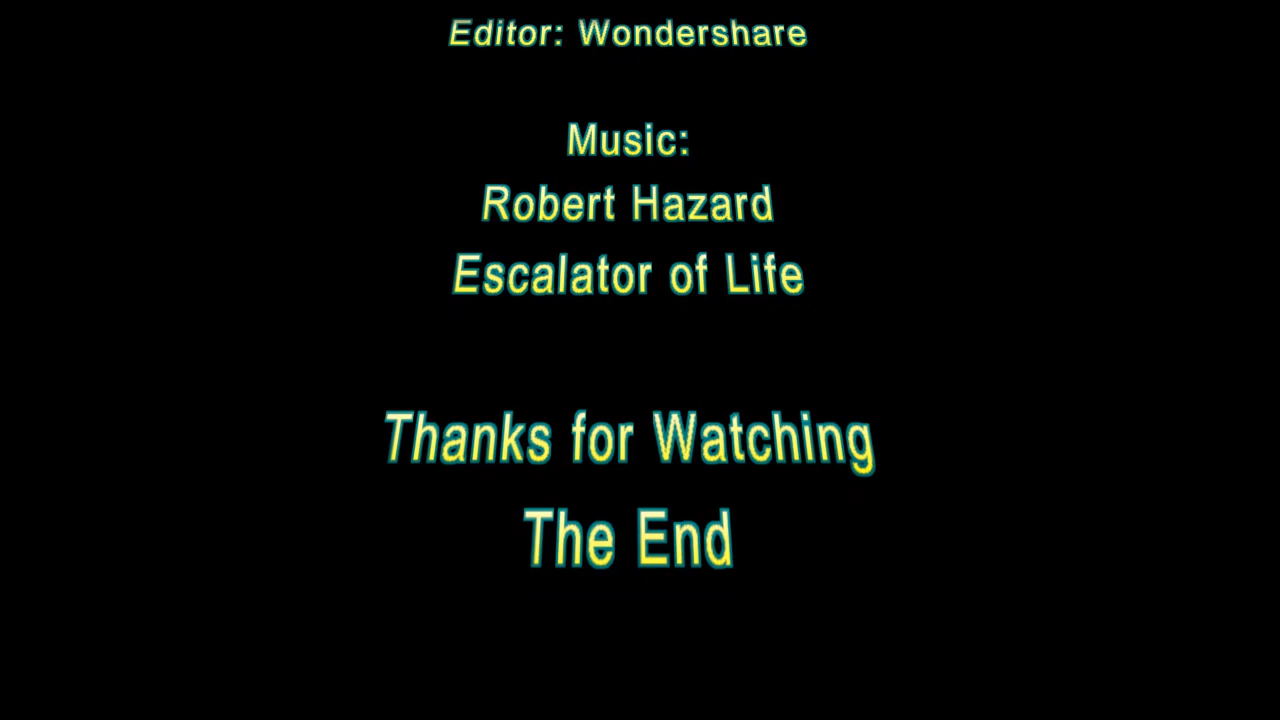 Editor: Wondershare
Music:
Robert Hazard
Escalator of Life
Thanks for Watching
The End